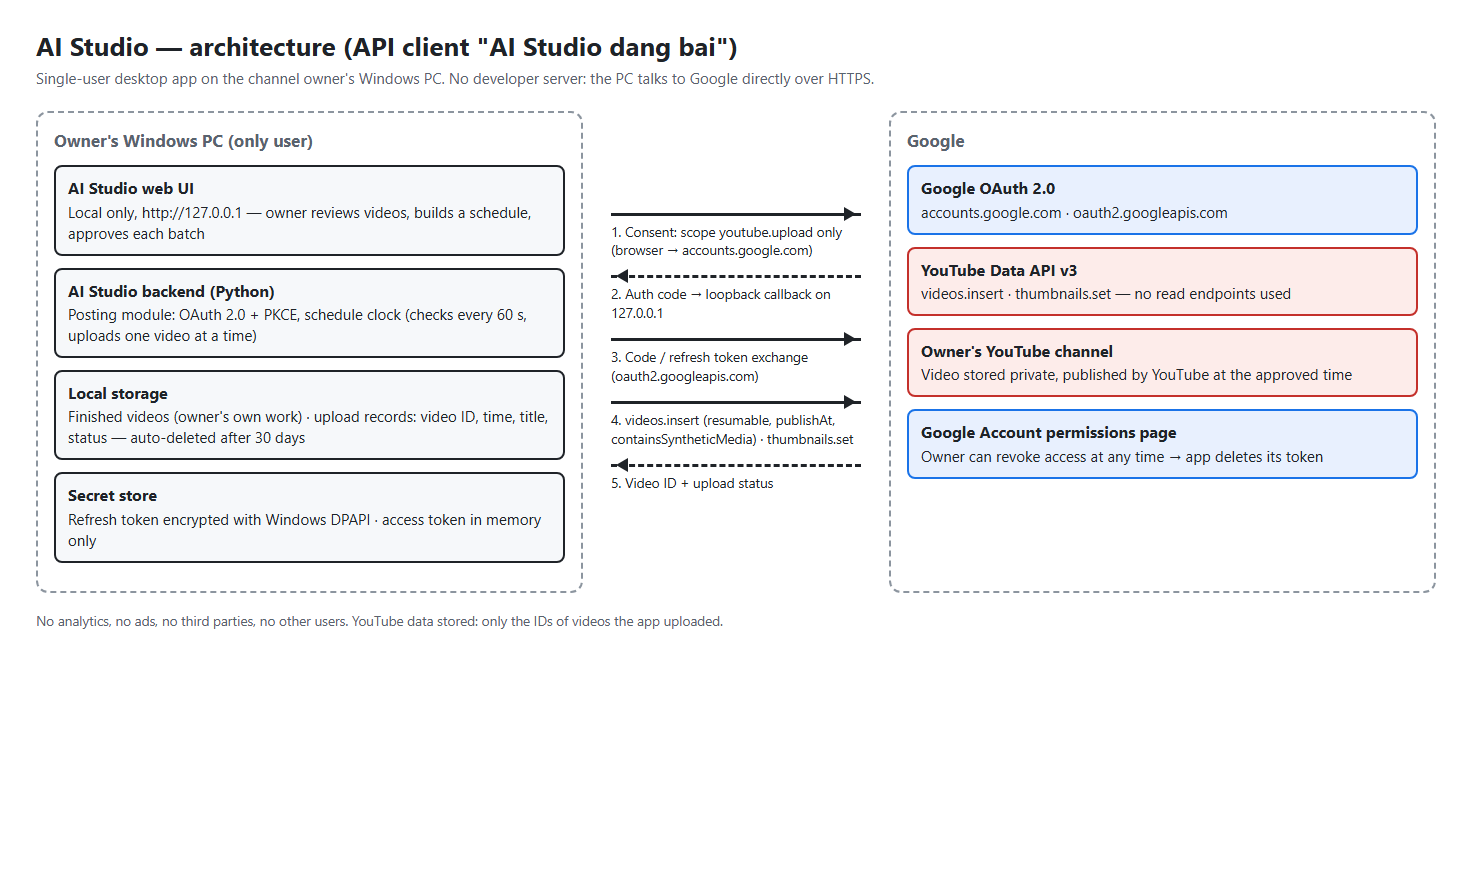 AI Studio — architecture (API client "AI Studio dang bai")
Single-user desktop app on the channel owner's Windows PC. No developer server: the PC talks to Google directly over HTTPS.
Owner's Windows PC (only user)
AI Studio web UI
Local only, http://127.0.0.1 — owner reviews videos, builds a schedule,
approves each batch
AI Studio backend (Python)
Posting module: OAuth 2.0 + PKCE, schedule clock (checks every 60 s,
uploads one video at a time)
Local storage
Finished videos (owner's own work) · upload records: video ID, time, title,
status — auto-deleted after 30 days
Secret store
Refresh token encrypted with Windows DPAPI · access token in memory
only
1. Consent: scope youtube.upload only
(browser → accounts.google.com)
2. Auth code → loopback callback on
127.0.0.1
3. Code / refresh token exchange
(oauth2.googleapis.com)
4. videos.insert (resumable, publishAt,
containsSyntheticMedia) · thumbnails.set
5. Video ID + upload status
Google
Google OAuth 2.0
accounts.google.com · oauth2.googleapis.com
YouTube Data API v3
videos.insert · thumbnails.set — no read endpoints used
Owner's YouTube channel
Video stored private, published by YouTube at the approved time
Google Account permissions page
Owner can revoke access at any time → app deletes its token
No analytics, no ads, no third parties, no other users. YouTube data stored: only the IDs of videos the app uploaded.